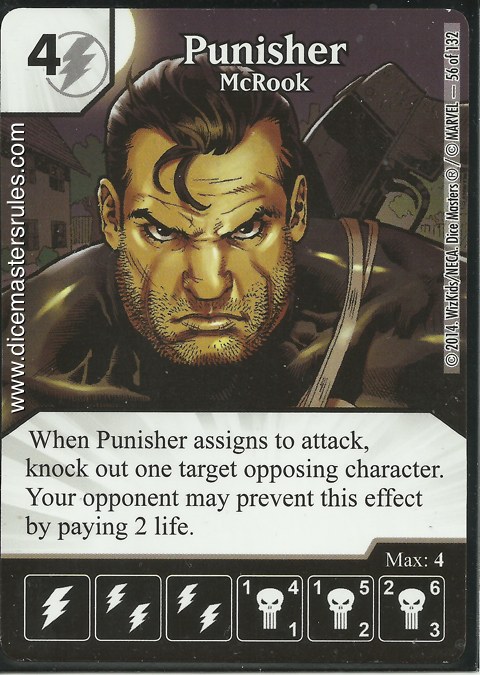 4
Punisher
McRook
www.dicemastersrules.com
© 2014 WizKids/NECA. Dice Masters ® / © MARVEL — 56 of 132
When Punisher assigns to attack,
knock out one target opposing character.
Your opponent may prevent this effect
by paying 2 life.
Max: 4
1 4
1
1 5
2
2 6
3